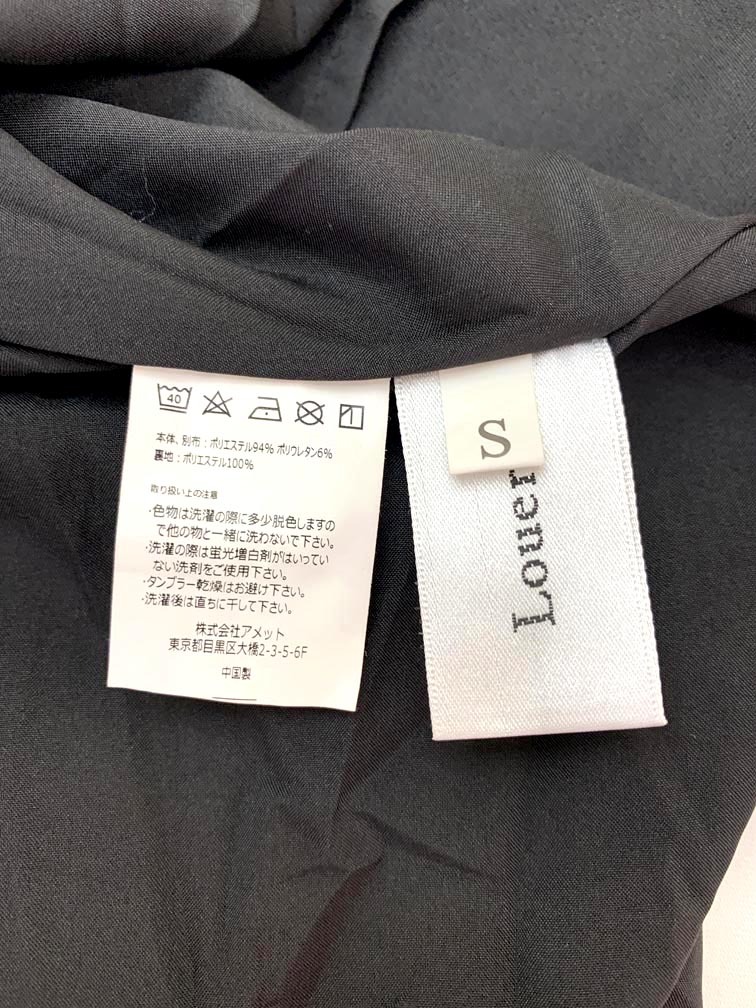 40
本体、別布：ポリエステル94% ポリウレタン6%
裏地：ポリエステル100%
取り扱い上の注意
・色物は洗濯の際に多少脱色しますの
で他の物と一緒に洗わないで下さい。
・洗濯の際は蛍光増白剤がはいってい
ない洗剤をご使用下さい。
・タンブラー乾燥はお避け下さい。
・洗濯後は直ちに干して下さい。
株式会社アメット
東京都目黒区大橋2-3-5-6F
中国製
S
Louer